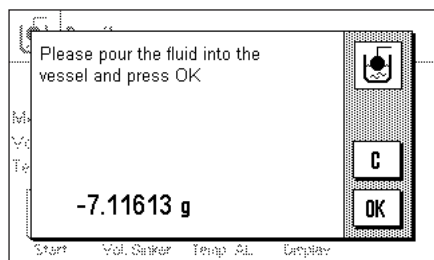 Please pour the fluid into the
vessel and press OK
C
-7.11613 g
OK
Start Vol. Sinker Temp. AL. Display